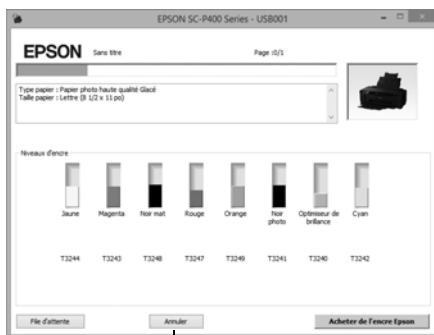 EPSON SC-P400 Series - USB001
EPSON Sans titre Page :0/1
Type papier : Papier photo haute qualité Glacé
Taille papier : Lettre (8 1/2 x 11 po)
Niveaux d'encre
Jaune Magenta Noir mat Rouge Orange Noir photo Optimiseur de brillance Cyan
T3244 T3243 T3248 T3247 T3249 T3241 T3240 T3242
File d'attente Annuler Acheter de l'encre Epson